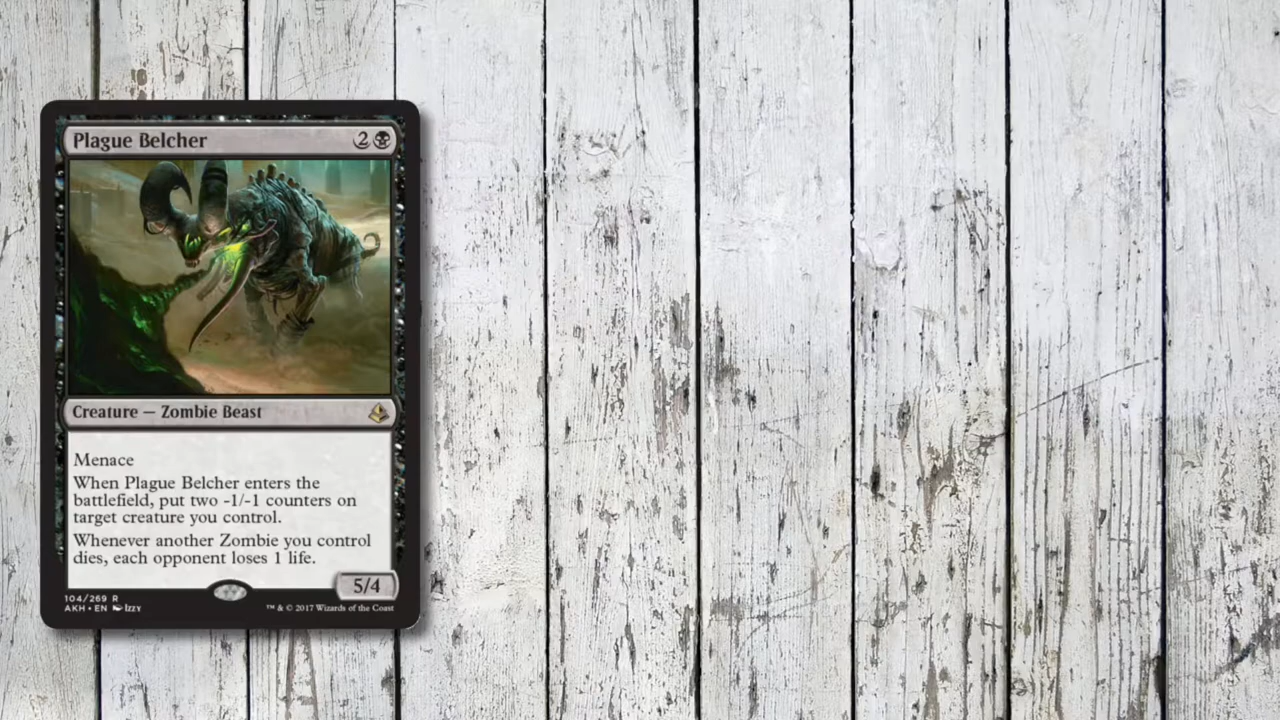 Plague Belcher 2
Creature — Zombie Beast
Menace
When Plague Belcher enters the
battlefield, put two -1/-1 counters on
target creature you control.
Whenever another Zombie you control
dies, each opponent loses 1 life.
5/4
104/269 R
AKH • EN Izzy
™ & © 2017 Wizards of the Coast